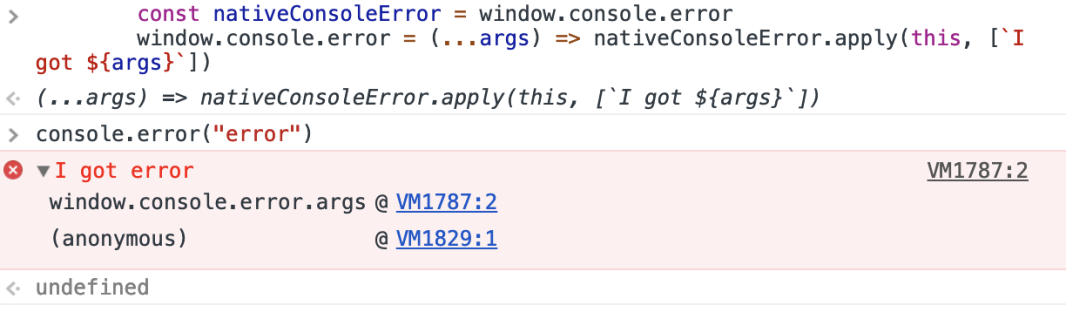 const nativeConsoleError = window.console.error
window.console.error = (...args) => nativeConsoleError.apply(this, [`I
got ${args}`])
(...args) => nativeConsoleError.apply(this, [`I got ${args}`])
console.error("error")
I got error VM1787:2
window.console.error.args @ VM1787:2
(anonymous) @ VM1829:1
undefined